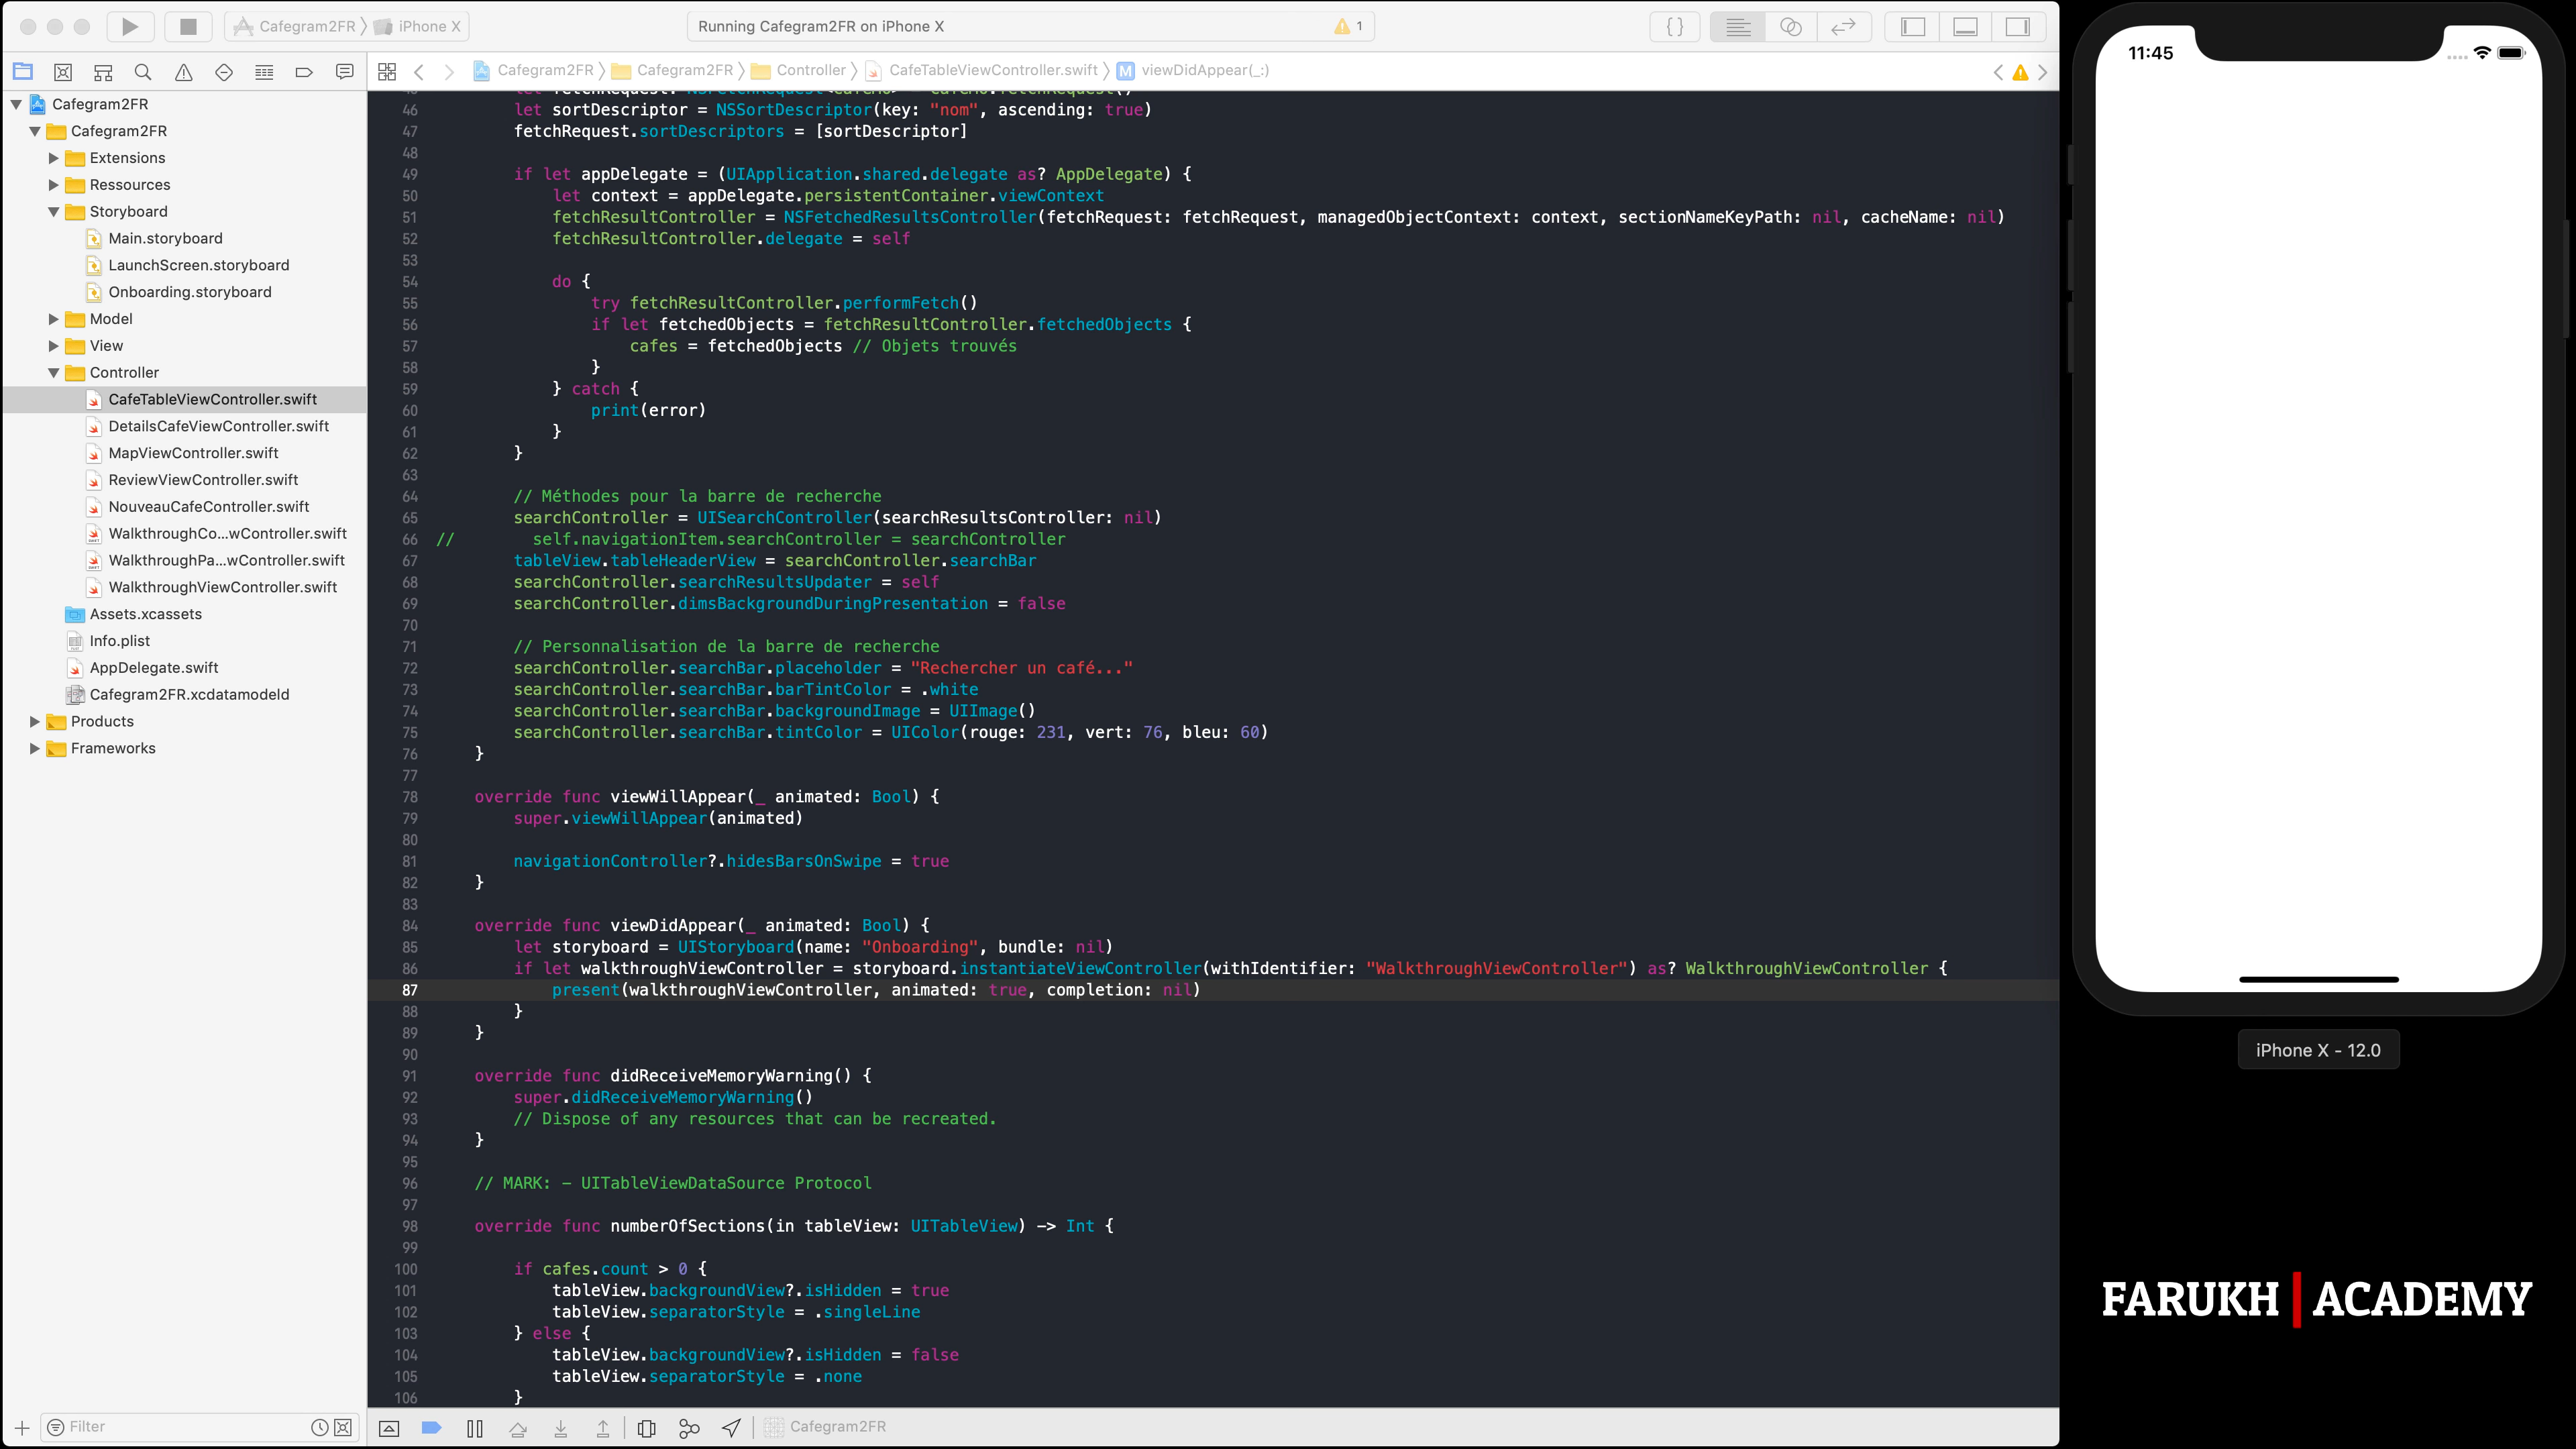 Cafegram2FR iPhone X
Running Cafegram2FR on iPhone X
1
Cafegram2FR Cafegram2FR Controller CafeTableViewController.swift M viewDidAppear(_:)
Cafegram2FR
Cafegram2FR
Extensions
Ressources
Storyboard
Main.storyboard
LaunchScreen.storyboard
Onboarding.storyboard
Model
View
Controller
CafeTableViewController.swift
DetailsCafeViewController.swift
MapViewController.swift
ReviewViewController.swift
NouveauCafeController.swift
WalkthroughCo...wController.swift
WalkthroughPa...wController.swift
WalkthroughViewController.swift
Assets.xcassets
Info.plist
AppDelegate.swift
Cafegram2FR.xcdatamodeld
Products
Frameworks
Filter
46 let sortDescriptor = NSSortDescriptor(key: "nom", ascending: true)
47 fetchRequest.sortDescriptors = [sortDescriptor]
48
49 if let appDelegate = (UIApplication.shared.delegate as? AppDelegate) {
50 let context = appDelegate.persistentContainer.viewContext
51 fetchResultController = NSFetchedResultsController(fetchRequest: fetchRequest, managedObjectContext: context, sectionNameKeyPath: nil, cacheName: nil)
52 fetchResultController.delegate = self
53
54 do {
55 try fetchResultController.performFetch()
56 if let fetchedObjects = fetchResultController.fetchedObjects {
57 cafes = fetchedObjects // Objets trouvés
58 }
59 } catch {
60 print(error)
61 }
62 }
63
64 // Méthodes pour la barre de recherche
65 searchController = UISearchController(searchResultsController: nil)
66 // self.navigationItem.searchController = searchController
67 tableView.tableHeaderView = searchController.searchBar
68 searchController.searchResultsUpdater = self
69 searchController.dimsBackgroundDuringPresentation = false
70
71 // Personnalisation de la barre de recherche
72 searchController.searchBar.placeholder = "Rechercher un café..."
73 searchController.searchBar.barTintColor = .white
74 searchController.searchBar.backgroundImage = UIImage()
75 searchController.searchBar.tintColor = UIColor(rouge: 231, vert: 76, bleu: 60)
76 }
77
78 override func viewWillAppear(_ animated: Bool) {
79 super.viewWillAppear(animated)
80
81 navigationController?.hidesBarsOnSwipe = true
82 }
83
84 override func viewDidAppear(_ animated: Bool) {
85 let storyboard = UIStoryboard(name: "Onboarding", bundle: nil)
86 if let walkthroughViewController = storyboard.instantiateViewController(withIdentifier: "WalkthroughViewController") as? WalkthroughViewController {
87 present(walkthroughViewController, animated: true, completion: nil)
88 }
89 }
90
91 override func didReceiveMemoryWarning() {
92 super.didReceiveMemoryWarning()
93 // Dispose of any resources that can be recreated.
94 }
95
96 // MARK: - UITableViewDataSource Protocol
97
98 override func numberOfSections(in tableView: UITableView) -> Int {
99
100 if cafes.count > 0 {
101 tableView.backgroundView?.isHidden = true
102 tableView.separatorStyle = .singleLine
103 } else {
104 tableView.backgroundView?.isHidden = false
105 tableView.separatorStyle = .none
106 }
Cafegram2FR
11:45
iPhone X - 12.0
FARUKH | ACADEMY